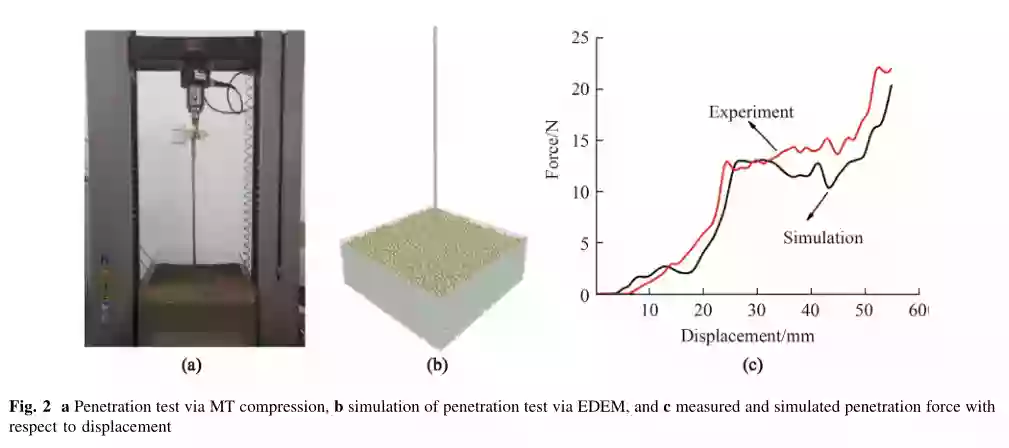 25
20
15
10
5
0
Force/N
Experiment
Simulation
10 20 30 40 50 60
Displacement/mm
(a) (b) (c)
Fig. 2 a Penetration test via MT compression, b simulation of penetration test via EDEM, and c measured and simulated penetration force with
respect to displacement